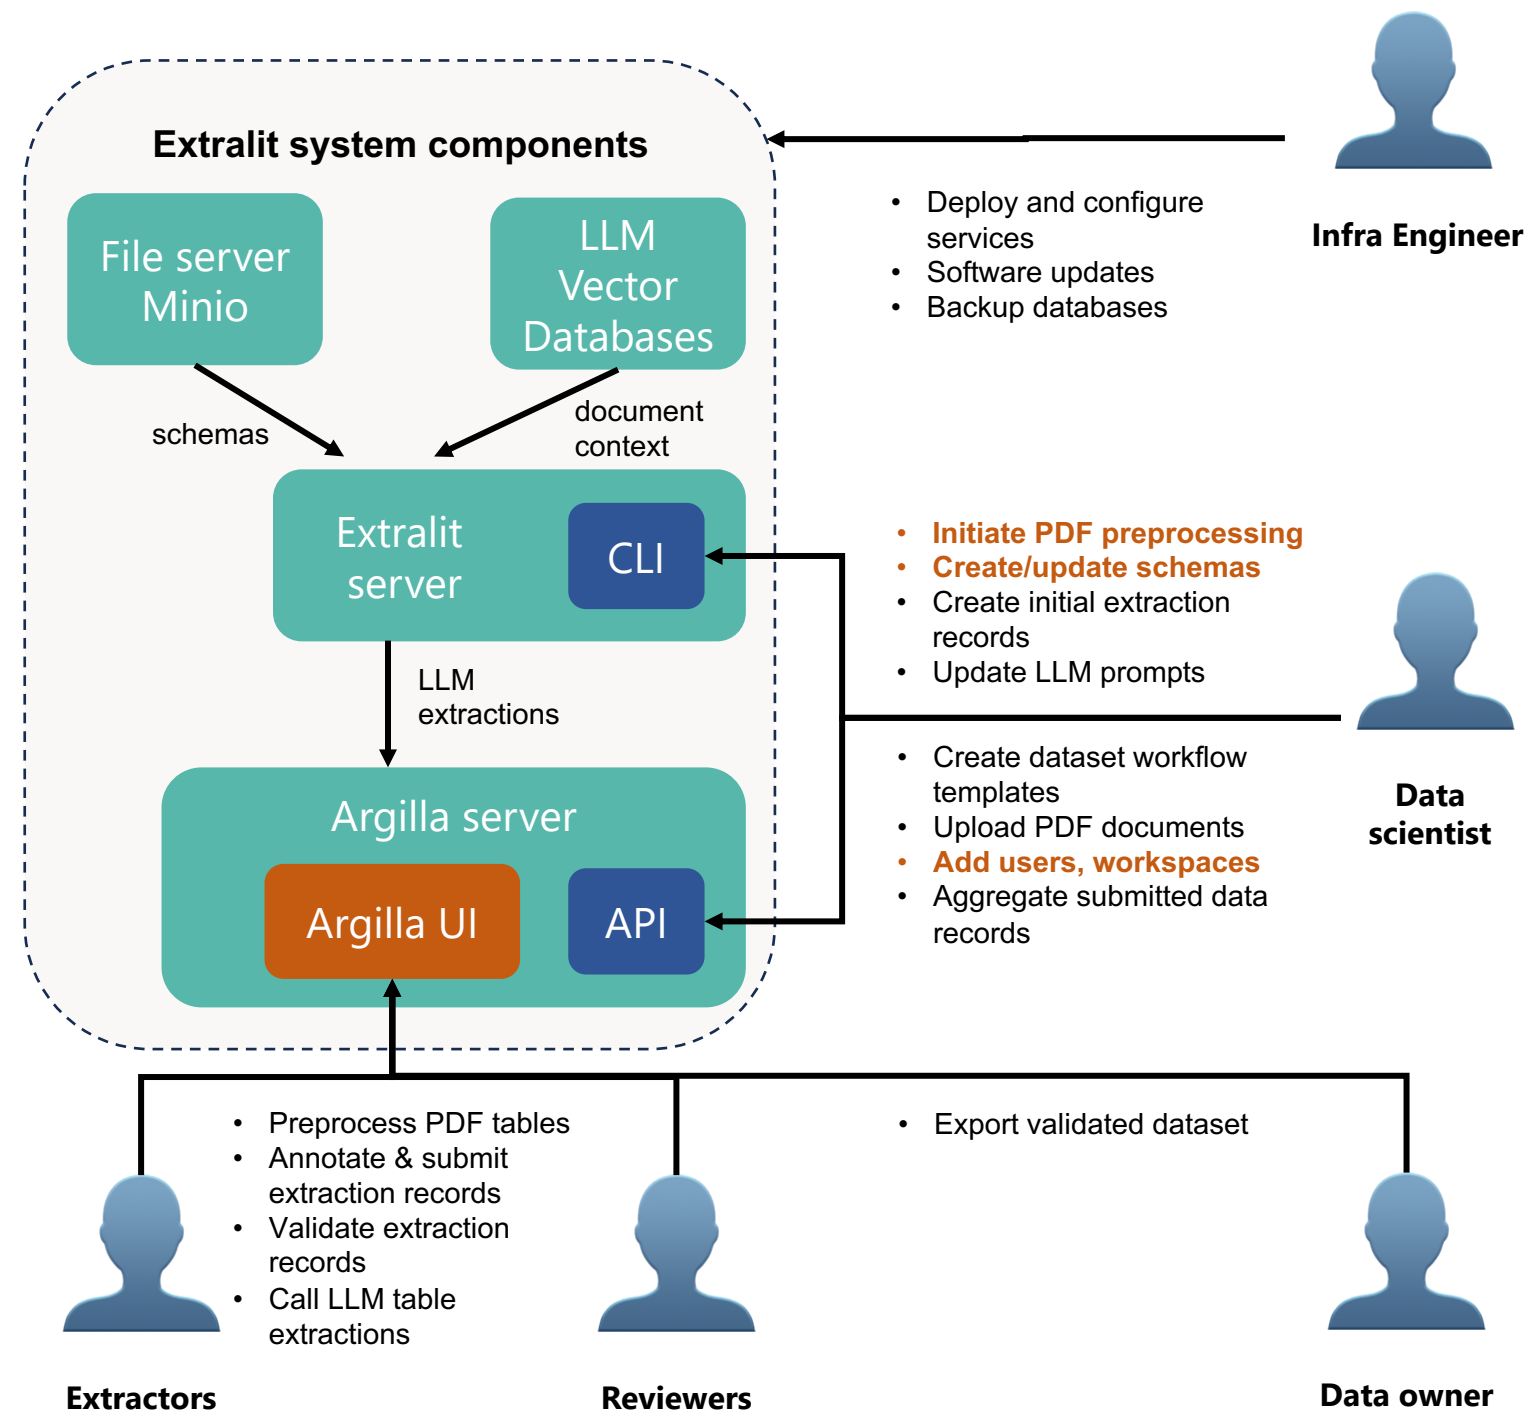 Extralit system components
File server
Minio
LLM
Vector
Databases
schemas
document
context
Extralit
server
CLI
LLM
extractions
Argilla server
Argilla UI
API
• Deploy and configure
services
• Software updates
• Backup databases
Infra Engineer
• Initiate PDF preprocessing
• Create/update schemas
• Create initial extraction
records
• Update LLM prompts
• Create dataset workflow
templates
• Upload PDF documents
• Add users, workspaces
• Aggregate submitted data
records
Data
scientist
• Preprocess PDF tables
• Annotate & submit
extraction records
• Validate extraction
records
• Call LLM table
extractions
• Export validated dataset
Extractors
Reviewers
Data owner